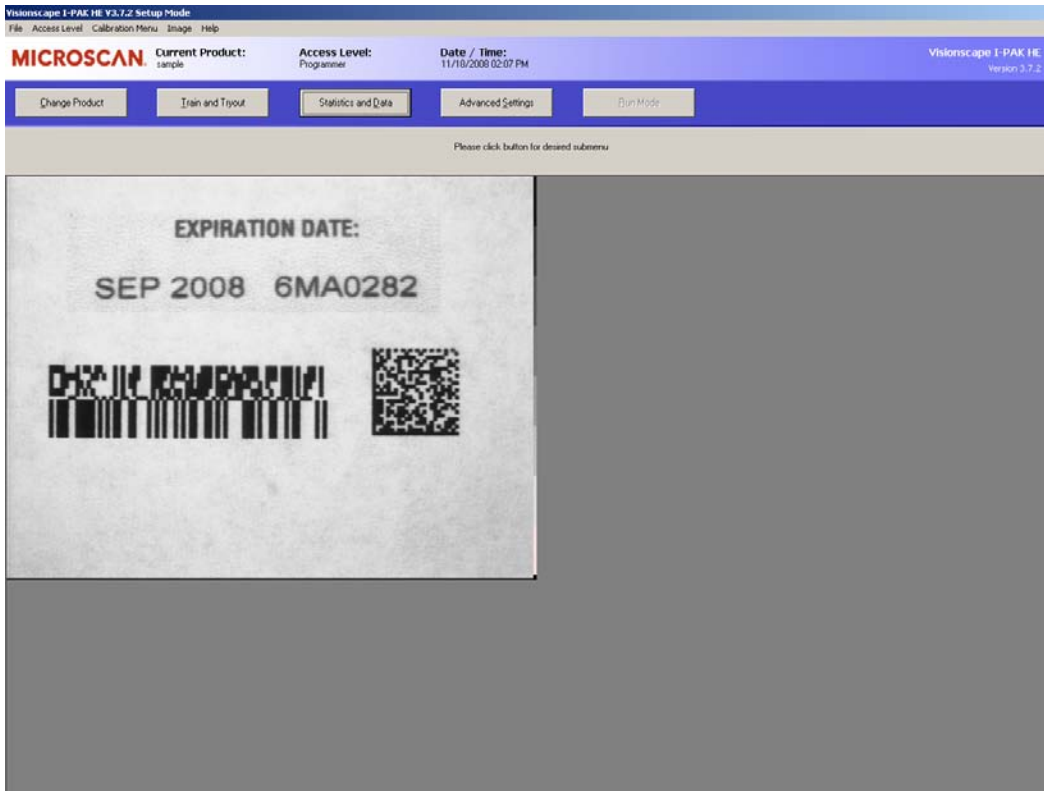 Visionscape I-PAK HE V3.7.2 Setup Mode
File Access Level Calibration Menu Image Help
MICROSCAN. Current Product: Access Level: Date / Time: Visionscape I-PAK HE
sample Programmer 11/18/2008 02:07 PM Version 3.7.2
Change Product Train and Tryout Statistics and Data Advanced Settings Run Mode
Please click button for desired submenu
EXPIRATION DATE:
SEP 2008 6MA0282